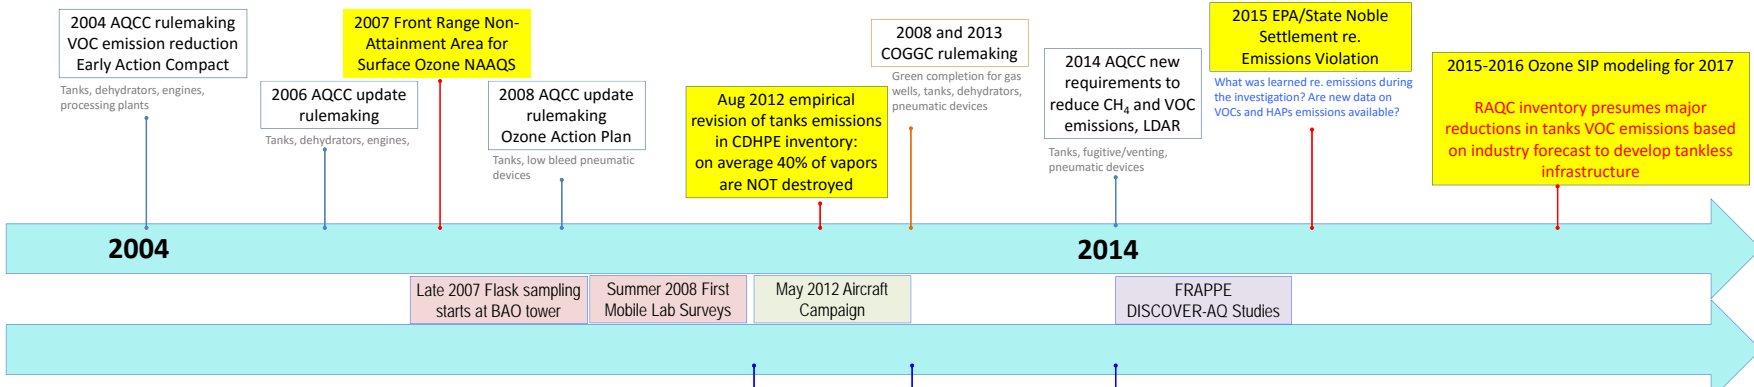 2004 AQCC rulemaking
VOC emission reduction
Early Action Compact
Tanks, dehydrators, engines,
processing plants
2006 AQCC update
rulemaking
Tanks, dehydrators, engines,
2007 Front Range Non-
Attainment Area for
Surface Ozone NAAQS
2008 AQCC update
rulemaking
Ozone Action Plan
Tanks, low bleed pneumatic
devices
Aug 2012 empirical
revision of tanks emissions
in CDHPE inventory:
on average 40% of vapors
are NOT destroyed
2008 and 2013
COGGC rulemaking
Green completion for gas
wells, tanks, dehydrators,
pneumatic devices
2014 AQCC new
requirements to
reduce CH₄ and VOC
emissions, LDAR
Tanks, fugitive/venting,
pneumatic devices
2015 EPA/State Noble
Settlement re.
Emissions Violation
What was learned re. emissions during
the investigation? Are new data on
VOCs and HAPs emissions available?
2015-2016 Ozone SIP modeling for 2017
RAQC inventory presumes major
reductions in tanks VOC emissions based
on industry forecast to develop tankless
infrastructure
2004
2014
Late 2007 Flask sampling
starts at BAO tower
Summer 2008 First
Mobile Lab Surveys
May 2012 Aircraft
Campaign
FRAPPE
DISCOVER-AQ Studies